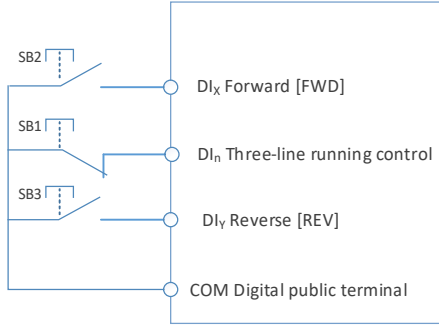 SB2
DIX Forward [FWD]
SB1
DIn Three-line running control
SB3
DIY Reverse [REV]
COM Digital public terminal